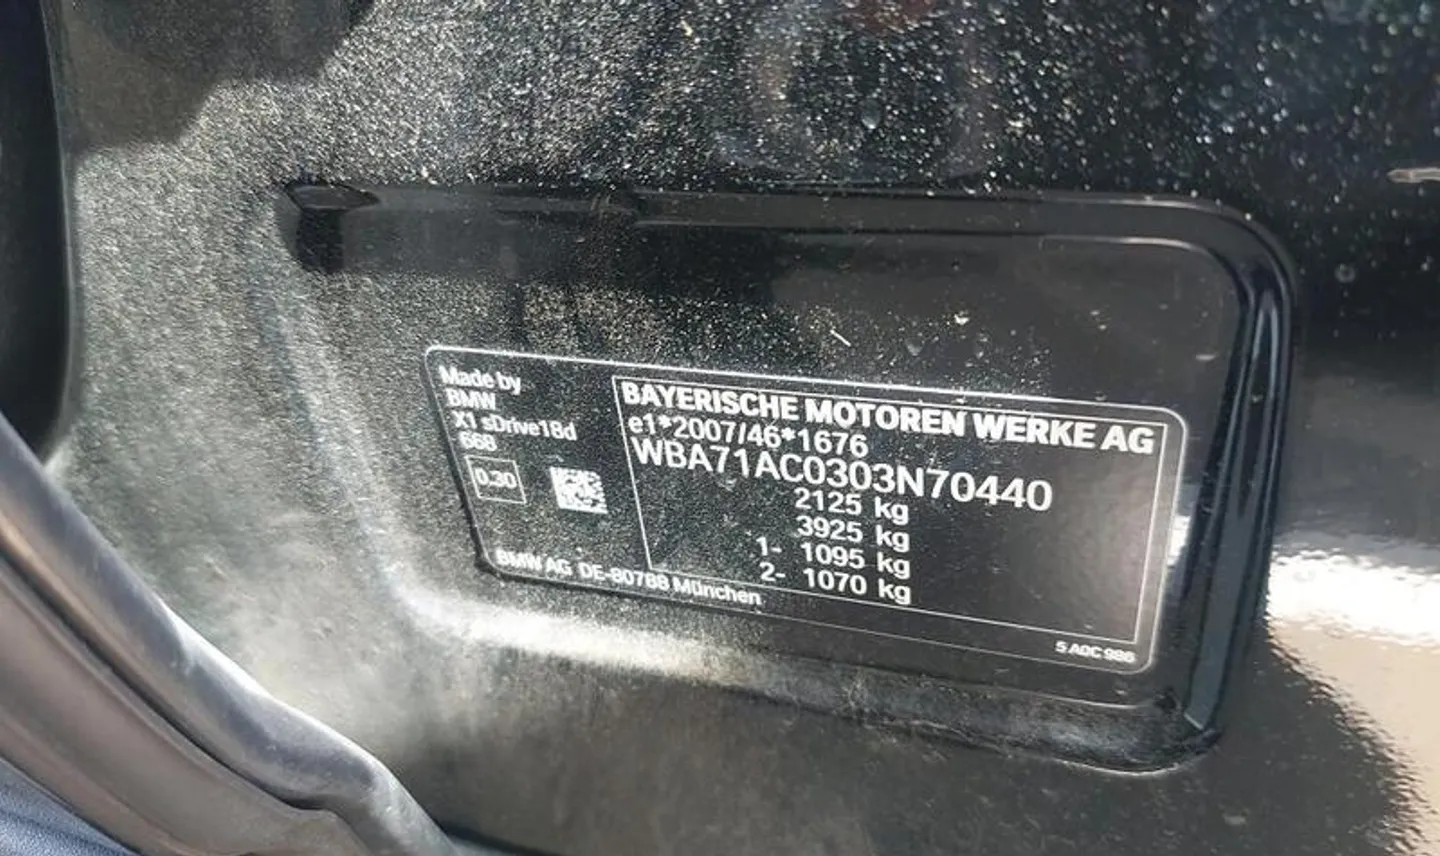 Made by
BMW
X1 sDrive18d
668
0.30
BMW AG DE-80788 München
BAYERISCHE MOTOREN WERKE AG
e1*2007/46*1676
WBA71AC0303N70440
2125 kg
3925 kg
1- 1095 kg
2- 1070 kg
5 A0C 986